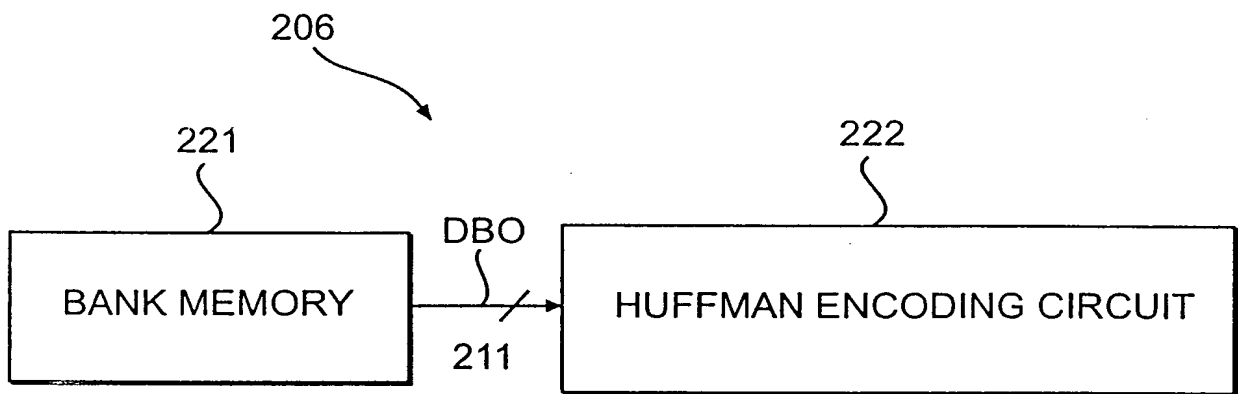 206
221
222
DBO
BANK MEMORY
HUFFMAN ENCODING CIRCUIT
211